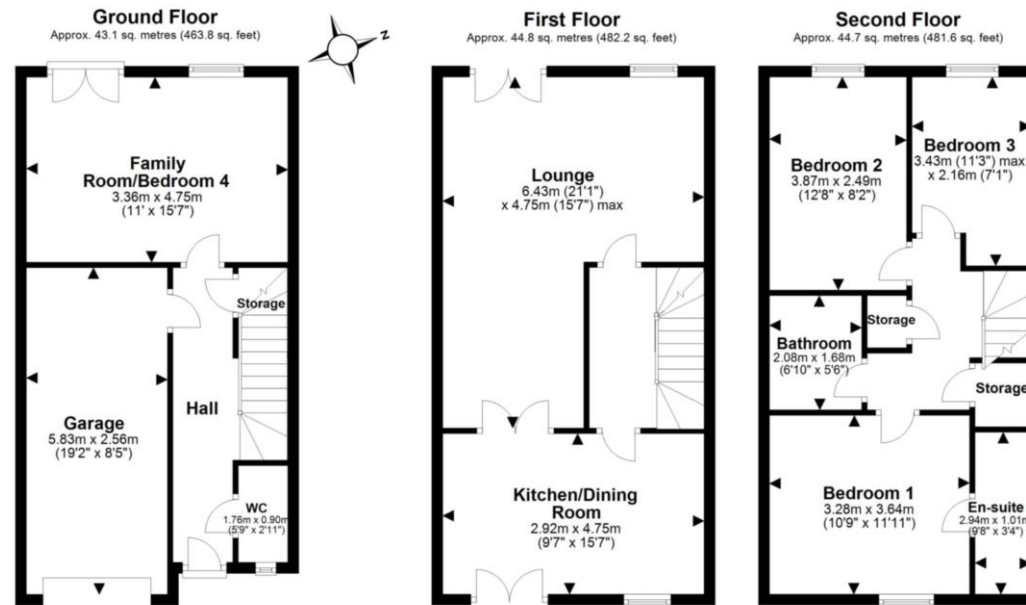 Ground Floor
Approx. 43.1 sq. metres (463.8 sq. feet)
Z
Family
Room/Bedroom 4
3.36m x 4.75m
(11' x 15'7")
Storage
Hall
Garage
5.83m x 2.56m
(19'2" x 8'5")
WC
1.76m x 0.90m
(5'9" x 2'11")
First Floor
Approx. 44.8 sq. metres (482.2 sq. feet)
Lounge
6.43m (21'1")
x 4.75m (15'7") max
Kitchen/Dining
Room
2.92m x 4.75m
(9'7" x 15'7")
Second Floor
Approx. 44.7 sq. metres (481.6 sq. feet)
Bedroom 2
3.87m x 2.49m
(12'8" x 8'2")
Bedroom 3
3.43m (11'3") max
x 2.16m (7'1")
Storage
Bathroom
2.08m x 1.68m
(6'10" x 5'6")
Storage
Bedroom 1
3.28m x 3.64m
(10'9" x 11'11")
En-suite
2.94m x 1.01m
(9'8" x 3'4")